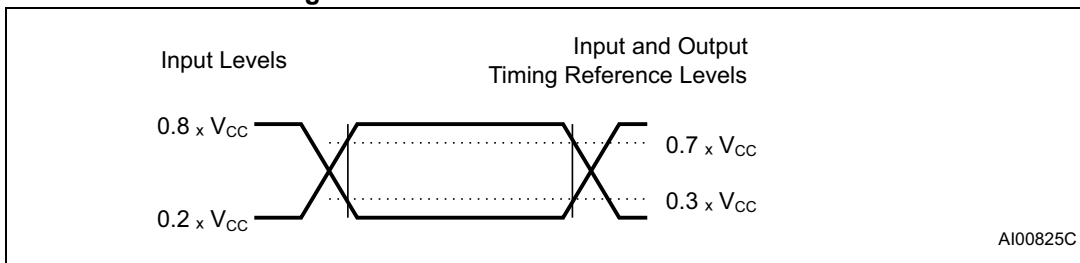 Input Levels
Input and Output
Timing Reference Levels
0.8 x VCC
0.7 x VCC
0.3 x VCC
0.2 x VCC
AI00825C